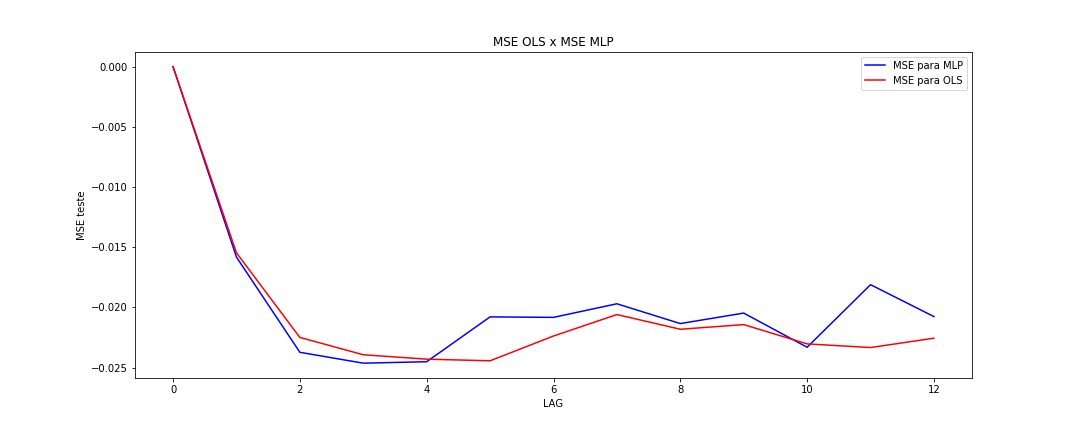 MSE OLS x MSE MLP
MSE para MLP
MSE para OLS
MSE teste
0.000
−0.005
−0.010
−0.015
−0.020
−0.025
0 2 4 6 8 10 12
LAG